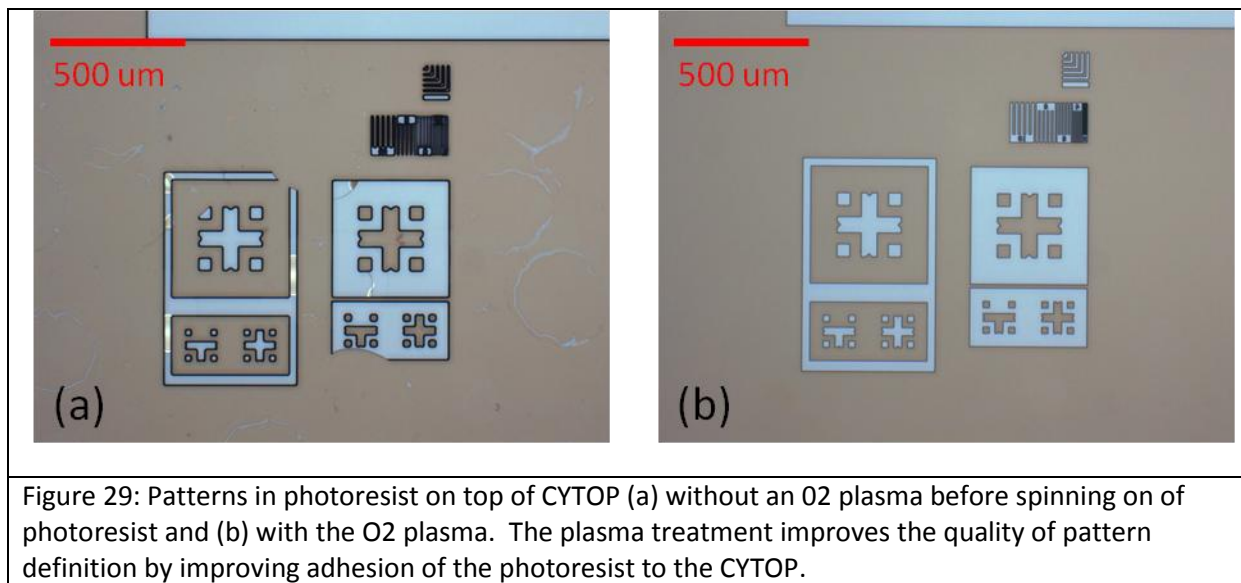 500 um
500 um
(a)
(b)
Figure 29: Patterns in photoresist on top of CYTOP (a) without an 02 plasma before spinning on of
photoresist and (b) with the O2 plasma.  The plasma treatment improves the quality of pattern
definition by improving adhesion of the photoresist to the CYTOP.